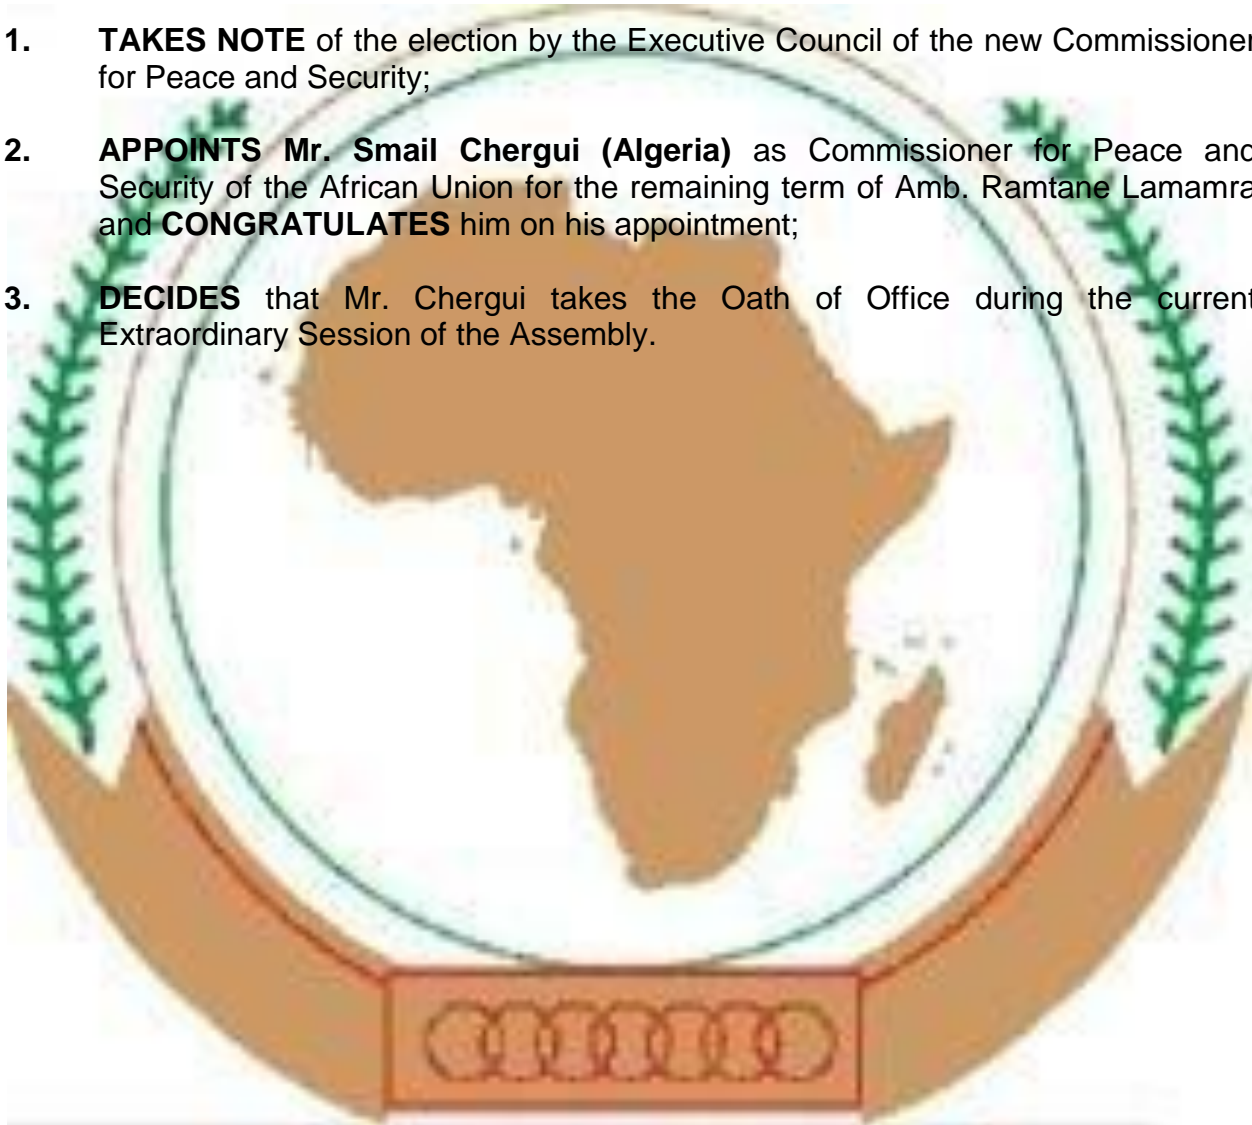 1. TAKES NOTE of the election by the Executive Council of the new Commissioner
for Peace and Security;
2. APPOINTS Mr. Smail Chergui (Algeria) as Commissioner for Peace and
Security of the African Union for the remaining term of Amb. Ramtane Lamamra
and CONGRATULATES him on his appointment;
3. DECIDES that Mr. Chergui takes the Oath of Office during the current
Extraordinary Session of the Assembly.